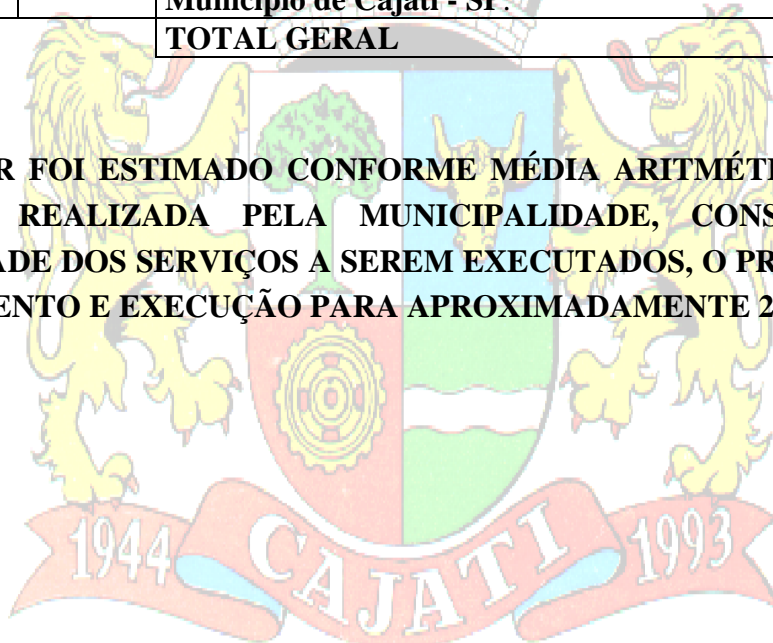 Município de Cajati - SP.
TOTAL GERAL
R FOI ESTIMADO CONFORME MÉDIA ARITMÉTI
REALIZADA PELA MUNICIPALIDADE, CONS
ADE DOS SERVIÇOS A SEREM EXECUTADOS, O PR
ENTO E EXECUÇÃO PARA APROXIMADAMENTE 2
1944 CAJATI 1993